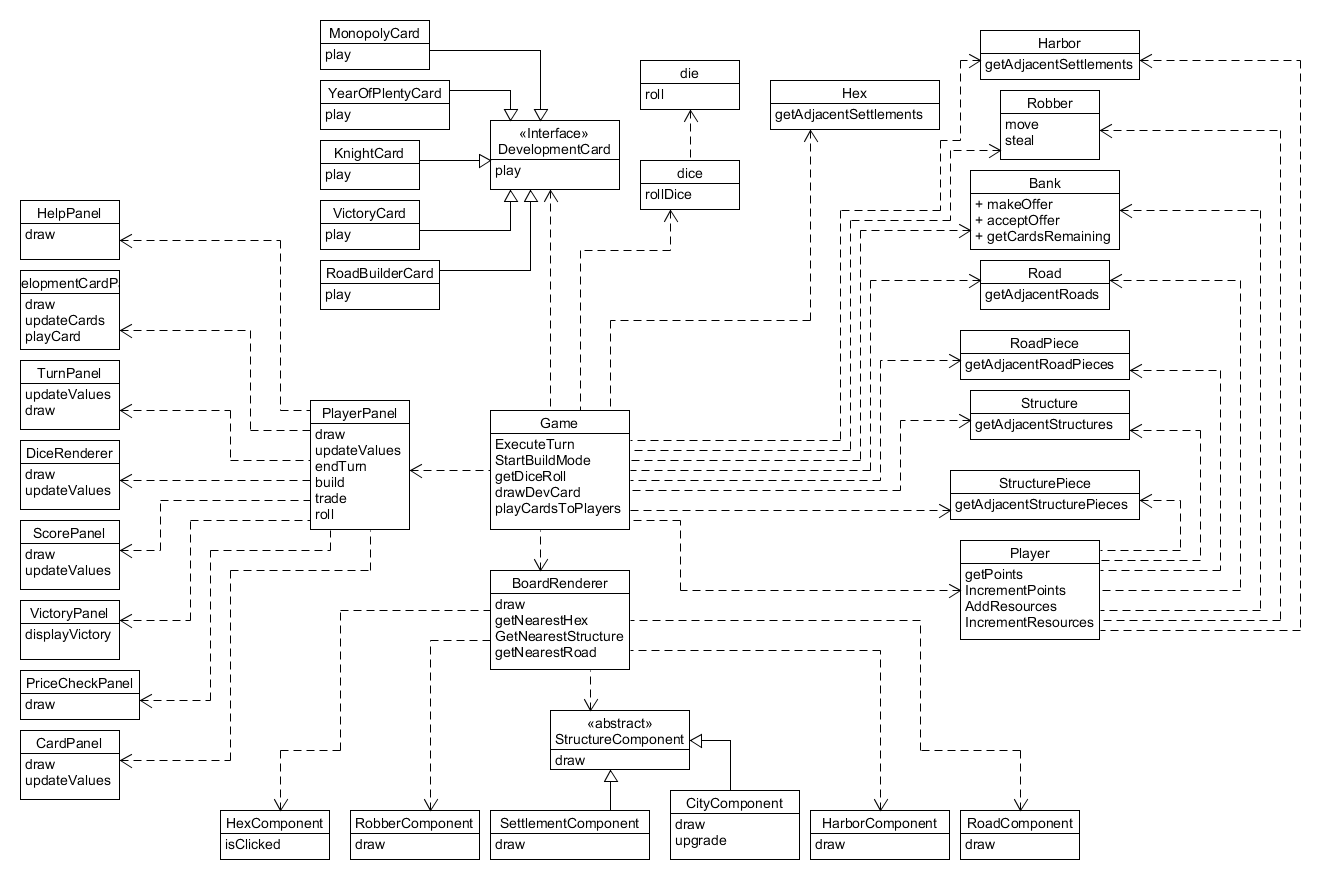 MonopolyCard
play
YearOfPlentyCard
play
KnightCard
play
VictoryCard
play
RoadBuilderCard
play
«Interface»
DevelopmentCard
play
die
roll
dice
rollDice
Hex
getAdjacentSettlements
Harbor
getAdjacentSettlements
Robber
move
steal
Bank
+ makeOffer
+ acceptOffer
+ getCardsRemaining
Road
getAdjacentRoads
RoadPiece
getAdjacentRoadPieces
Structure
getAdjacentStructures
StructurePiece
getAdjacentStructurePieces
Player
getPoints
IncrementPoints
AddResources
IncrementResources
HelpPanel
draw
elopmentCardP
draw
updateCards
playCard
TurnPanel
updateValues
draw
DiceRenderer
draw
updateValues
ScorePanel
draw
updateValues
VictoryPanel
displayVictory
PriceCheckPanel
draw
CardPanel
draw
updateValues
PlayerPanel
draw
updateValues
endTurn
build
trade
roll
Game
ExecuteTurn
StartBuildMode
getDiceRoll
drawDevCard
playCardsToPlayers
BoardRenderer
draw
getNearestHex
GetNearestStructure
getNearestRoad
«abstract»
StructureComponent
draw
HexComponent
isClicked
RobberComponent
draw
SettlementComponent
draw
CityComponent
draw
upgrade
HarborComponent
draw
RoadComponent
draw